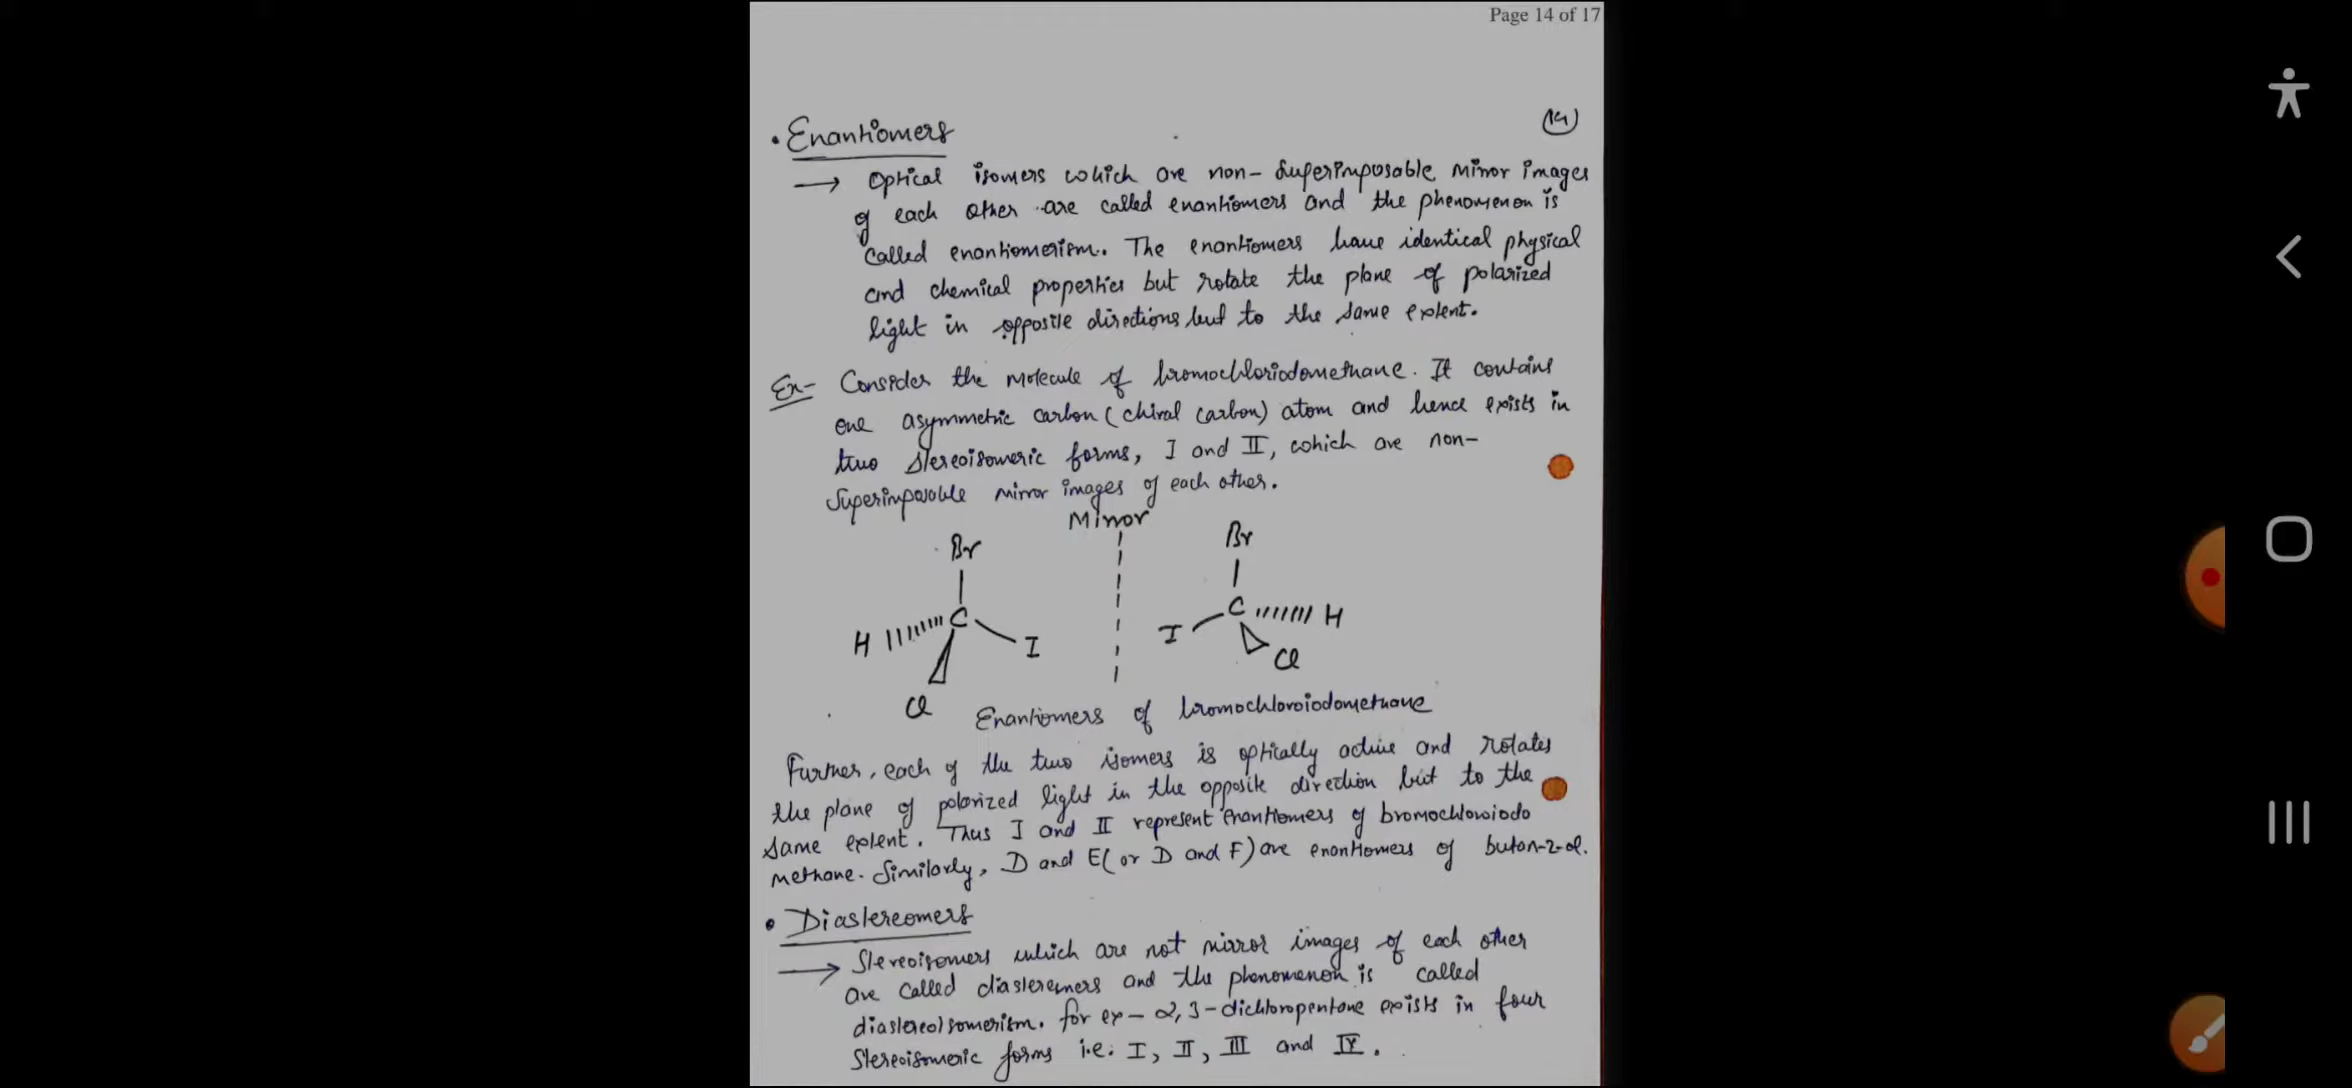 Page 14 of 17
(14)
• Enantiomers
→ Optical isomers which are non-superimposable mirror images
of each other are called enantiomers and the phenomenon is
called enantiomerism. The enantiomers have identical physical
and chemical properties but rotate the plane of polarized
light in opposite directions but to the same extent.
Ex- Consider the molecule of bromochloriodomethane. It contains
one asymmetric carbon (chiral carbon) atom and hence exists in
two stereoisomeric forms, I and II, which are non-
superimposable mirror images of each other.
Mirror
Br Br
C C
H I I H
Cl Cl
Enantiomers of bromochloroiodomethane
Further, each of the two isomers is optically active and rotates
the plane of polarized light in the opposite direction but to the
same extent. Thus I and II represent enantiomers of bromochloroiodo
methane. Similarly, D and E (or D and F) are enantiomers of butan-2-ol.
• Diastereomers
→ Stereoisomers which are not mirror images of each other
are called diasteremers and the phenomenon is called
diastereoisomerism. for ex- 2,3-dichloropentane exists in four
Stereoisomeric forms i.e. I, II, III and IV.